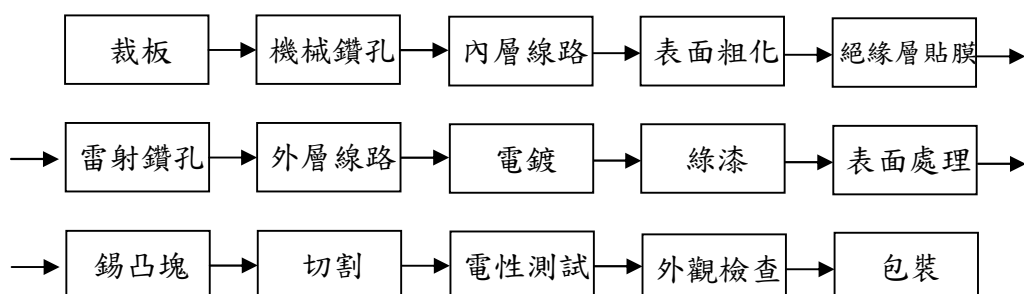 裁板 機械鑽孔 內層線路 表面粗化 絕緣層貼膜
雷射鑽孔 外層線路 電鍍 綠漆 表面處理
錫凸塊 切割 電性測試 外觀檢查 包裝